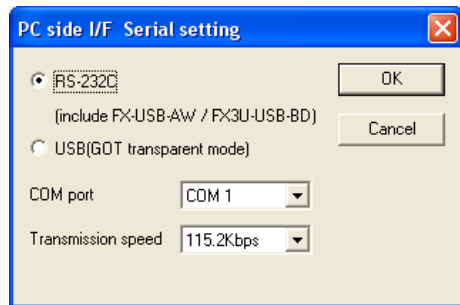 PC side I/F Serial setting
RS-232C
OK
(include FX-USB-AW / FX3U-USB-BD)
Cancel
USB(GOT transparent mode)
COM port
COM 1
Transmission speed
115.2Kbps